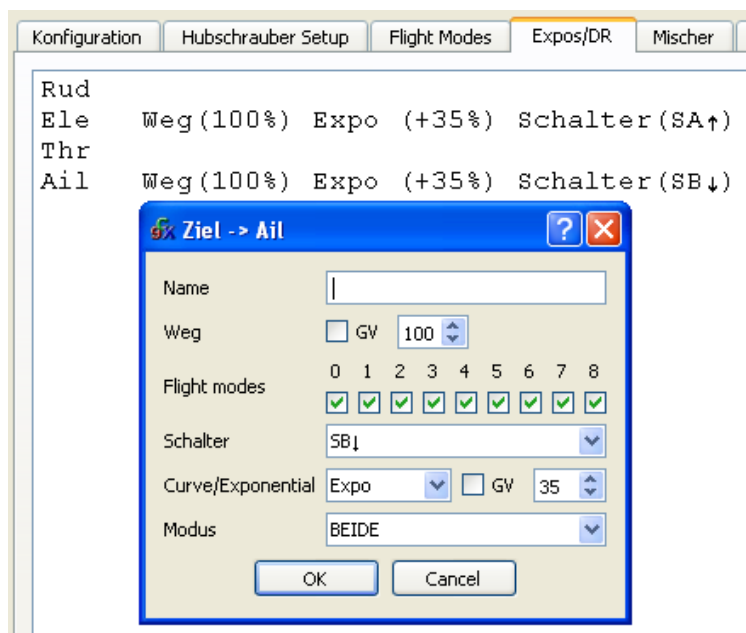 Konfiguration Hubschrauber Setup Flight Modes Expos/DR Mischer
Rud
Ele Weg(100%) Expo (+35%) Schalter(SA↑)
Thr
Ail Weg(100%) Expo (+35%) Schalter(SB↓)
Ziel -> Ail
Name
Weg GV 100
0 1 2 3 4 5 6 7 8
Flight modes
Schalter SB↓
Curve/Exponential Expo GV 35
Modus BEIDE
OK Cancel